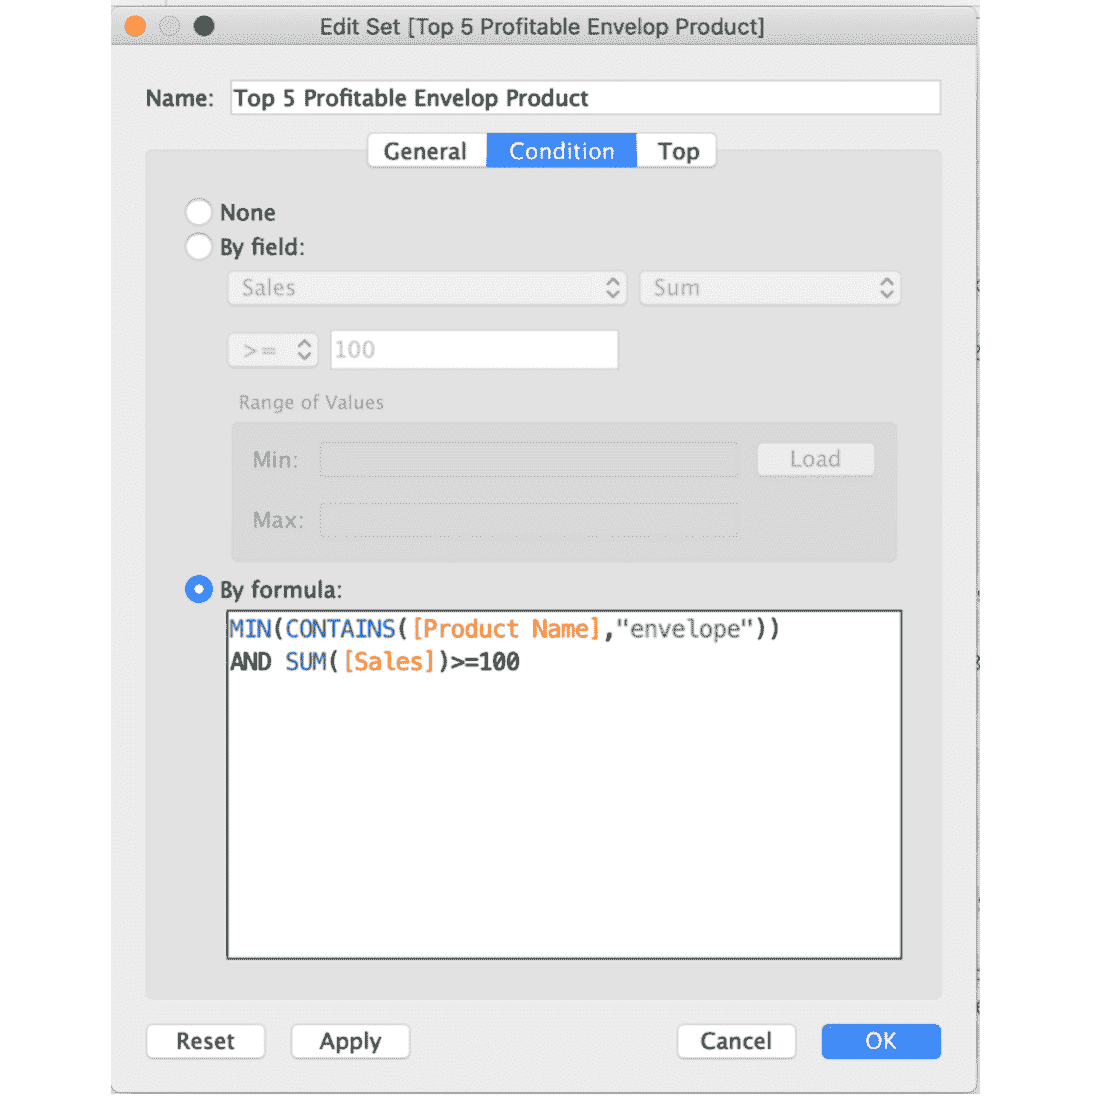 Edit Set [Top 5 Profitable Envelop Product]
Name: Top 5 Profitable Envelop Product
General Condition Top
None
By field:
Sales Sum
>= 100
Range of Values
Min: Load
Max:
By formula:
MIN(CONTAINS([Product Name],"envelope"))
AND SUM([Sales])>=100
Reset Apply Cancel OK